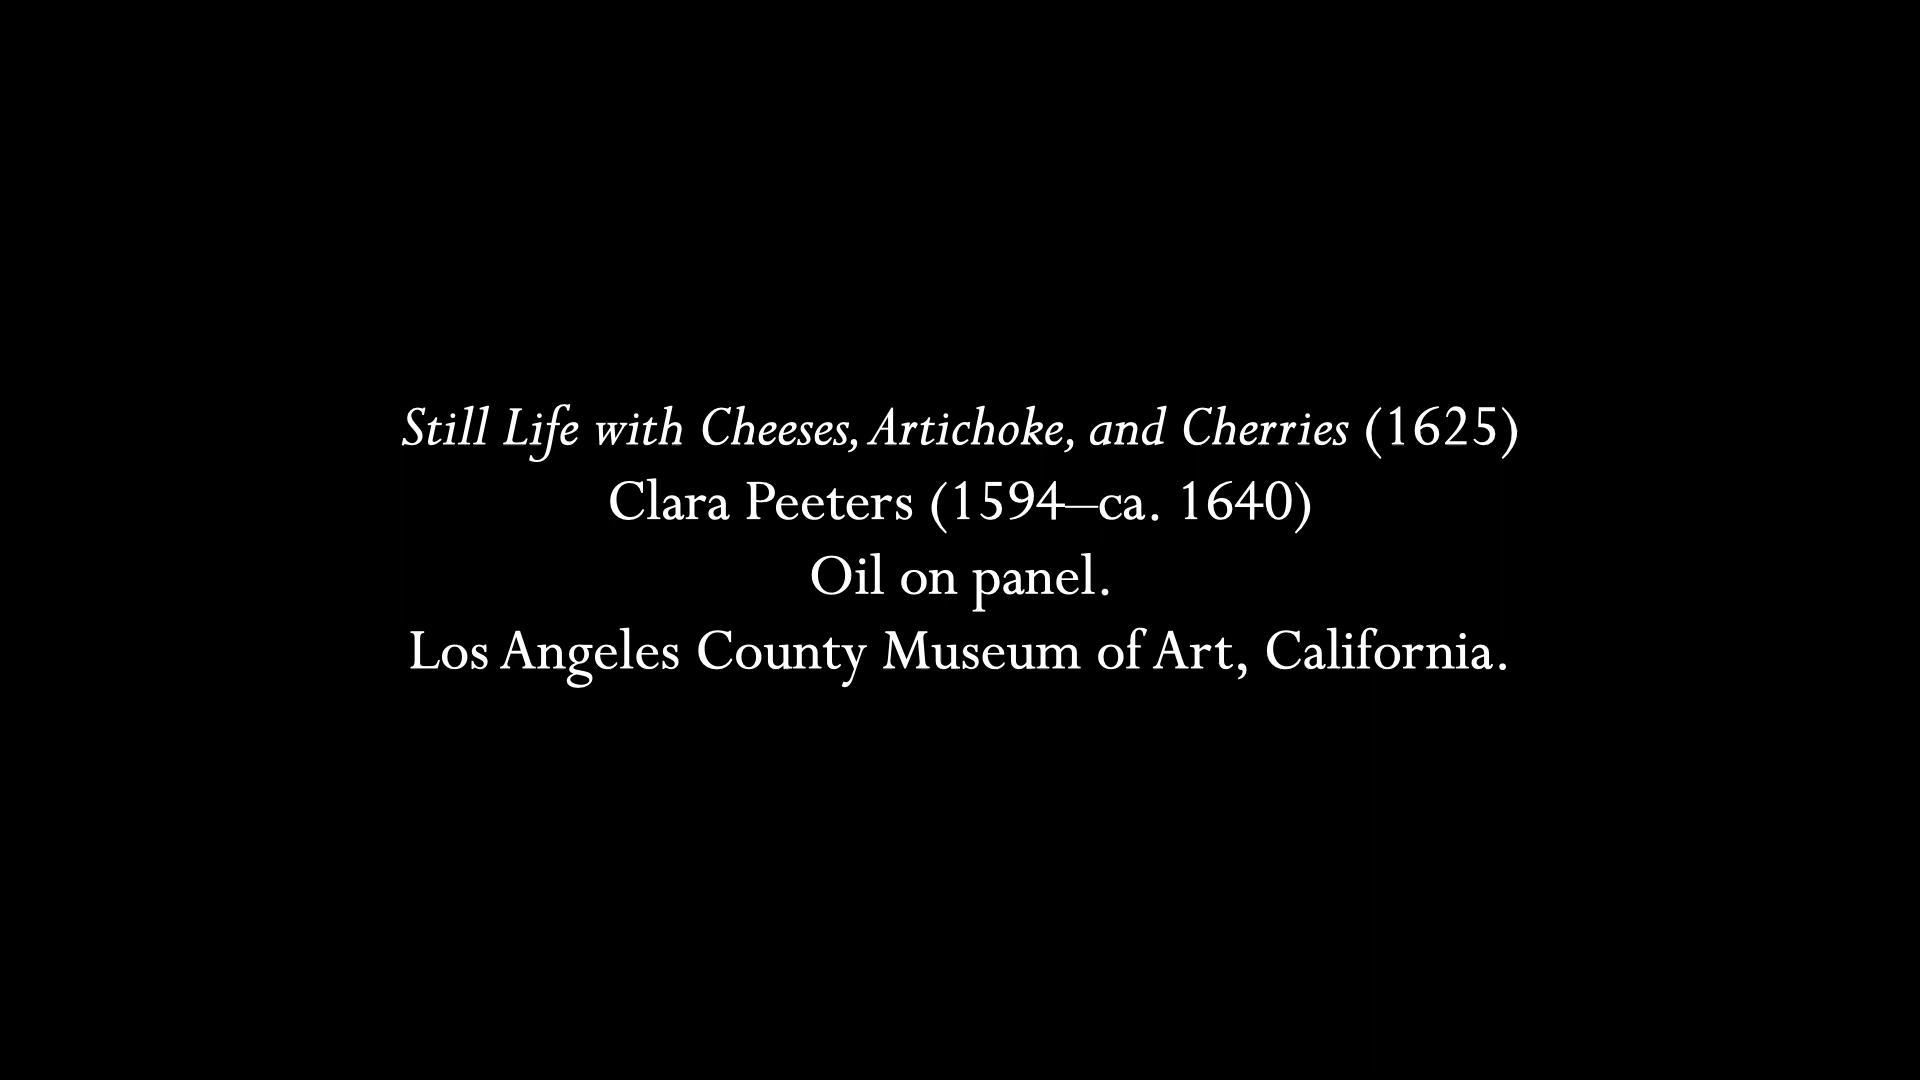 Still Life with Cheeses, Artichoke, and Cherries (1625)
Clara Peeters (1594–ca. 1640)
Oil on panel.
Los Angeles County Museum of Art, California.